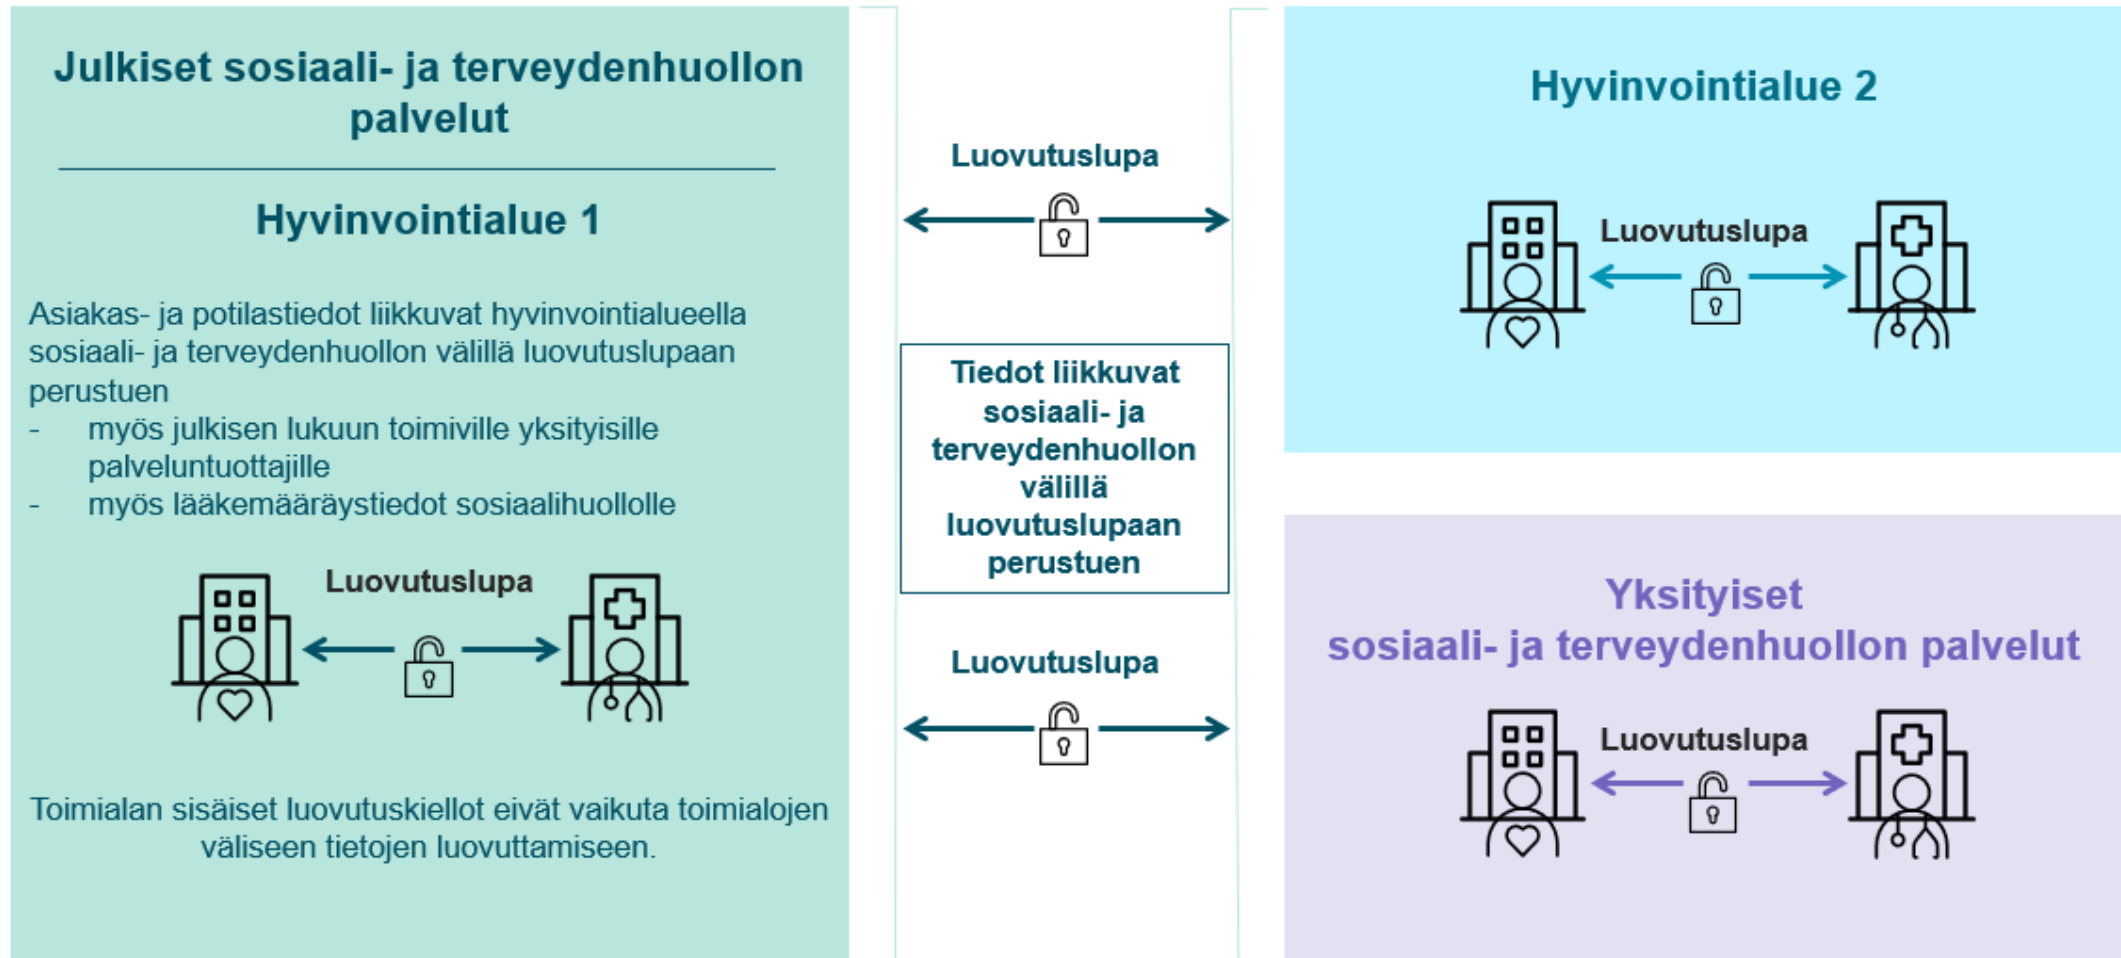 Julkiset sosiaali- ja terveydenhuollon
palvelut
Hyvinvointialue 1
Asiakas- ja potilastiedot liikkuvat hyvinvointialueella
sosiaali- ja terveydenhuollon välillä luovutuslupaan
perustuen
- myös julkisen lukuun toimiville yksityisille
palveluntuottajille
- myös lääkemääräystiedot sosiaalihuollolle
Luovutuslupa
Toimialan sisäiset luovutuskiellot eivät vaikuta toimialojen
väliseen tietojen luovuttamiseen.
Luovutuslupa
Tiedot liikkuvat
sosiaali- ja
terveydenhuollon
välillä
luovutuslupaan
perustuen
Luovutuslupa
Hyvinvointialue 2
Luovutuslupa
Yksityiset
sosiaali- ja terveydenhuollon palvelut
Luovutuslupa